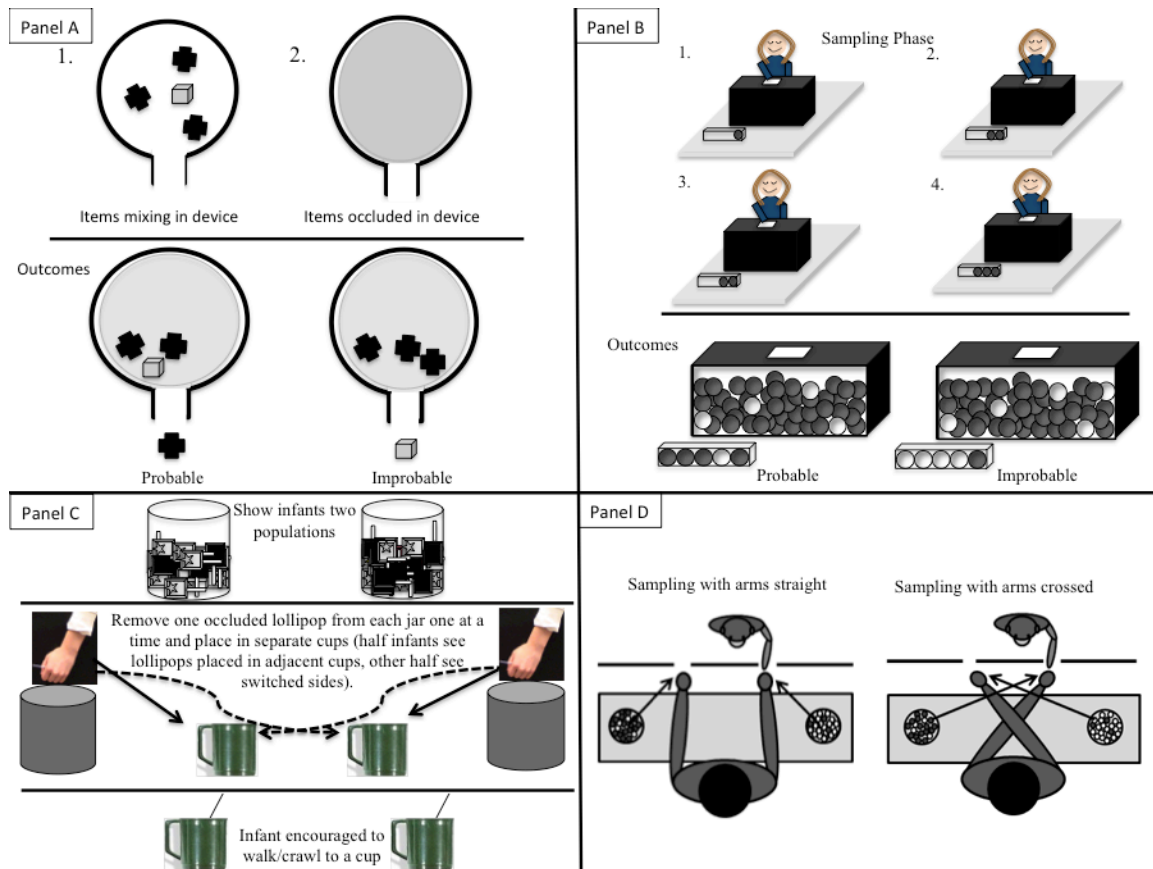 Panel A
1.
2.
Items mixing in device
Items occluded in device
Outcomes
Probable
Improbable
Panel B
Sampling Phase
1.
2.
3.
4.
Outcomes
Probable
Improbable
Panel C
Show infants two
populations
Remove one occluded lollipop from each jar one at
a time and place in separate cups (half infants see
lollipops placed in adjacent cups, other half see
switched sides).
Infant encouraged to
walk/crawl to a cup
Panel D
Sampling with arms straight
Sampling with arms crossed